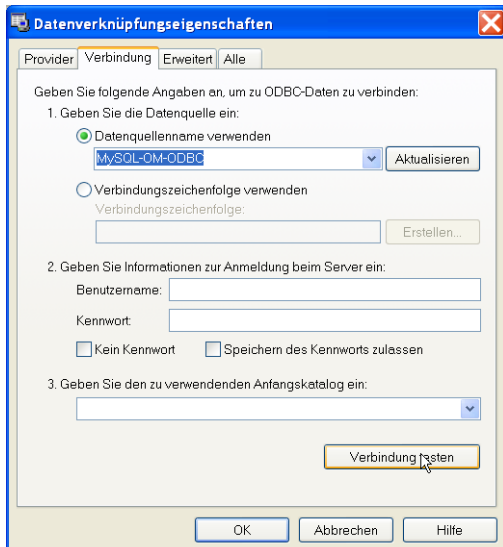 Datenverknüpfungseigenschaften
Provider Verbindung Erweitert Alle
Geben Sie folgende Angaben an, um zu ODBC-Daten zu verbinden:
1. Geben Sie die Datenquelle ein:
Datenquellenname verwenden
MySQL-OM-ODBC Aktualisieren
Verbindungszeichenfolge verwenden
Verbindungszeichenfolge:
Erstellen...
2. Geben Sie Informationen zur Anmeldung beim Server ein:
Benutzername:
Kennwort:
Kein Kennwort Speichern des Kennworts zulassen
3. Geben Sie den zu verwendenden Anfangskatalog ein:
Verbindung testen
OK Abbrechen Hilfe